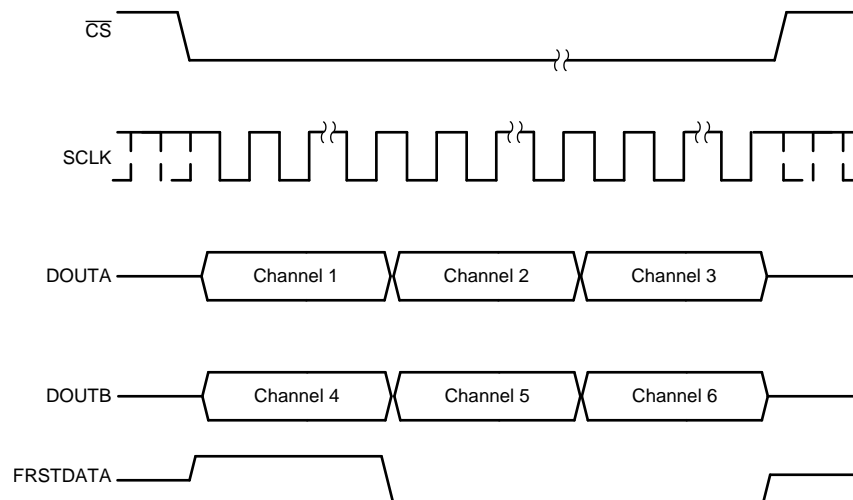 CS
SCLK
DOUTA
Channel 1
Channel 2
Channel 3
DOUTB
Channel 4
Channel 5
Channel 6
FRSTDATA